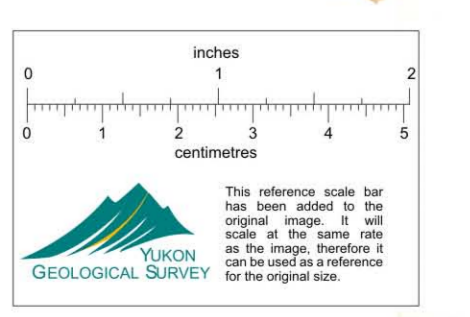 inches
0 1 2
0 1 2 3 4 5
centimetres
This reference scale bar
has been added to the
original image. It will
scale at the same rate
as the image, therefore it
can be used as a reference
for the original size.
YUKON
GEOLOGICAL SURVEY